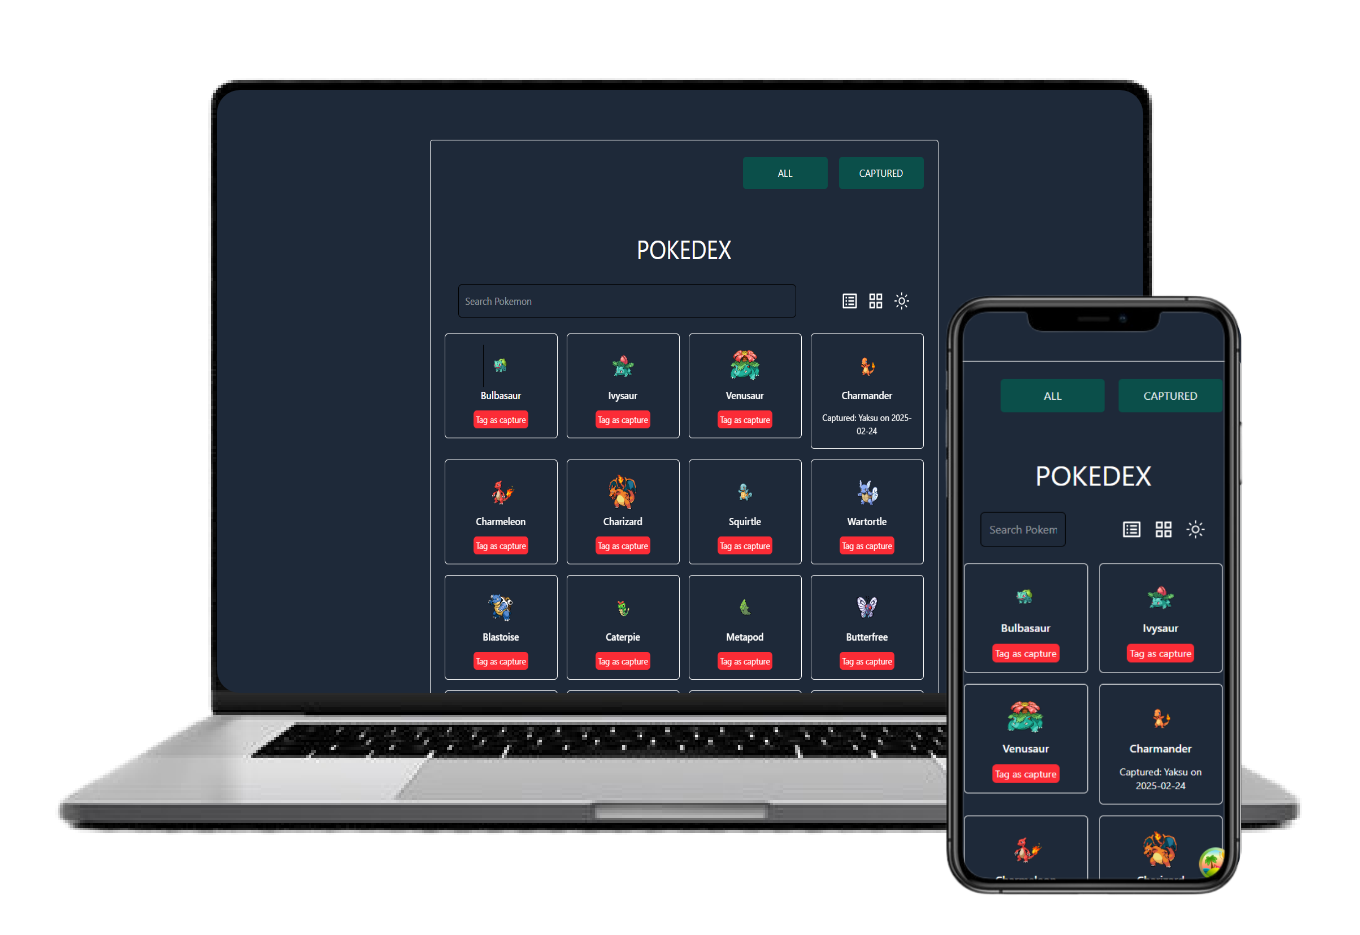 ALL
CAPTURED
POKEDEX
Search Pokemon
Bulbasaur
Tag as capture
Ivysaur
Tag as capture
Venusaur
Tag as capture
Charmander
Captured: Yaksu on 2025-
02-24
Charmeleon
Tag as capture
Charizard
Tag as capture
Squirtle
Tag as capture
Wartortle
Tag as capture
Blastoise
Tag as capture
Caterpie
Tag as capture
Metapod
Tag as capture
Butterfree
Tag as capture
ALL
CAPTURED
POKEDEX
Search Pokem
Bulbasaur
Tag as capture
Ivysaur
Tag as capture
Venusaur
Tag as capture
Charmander
Captured: Yaksu on
2025-02-24
Charmeleon
Charizard